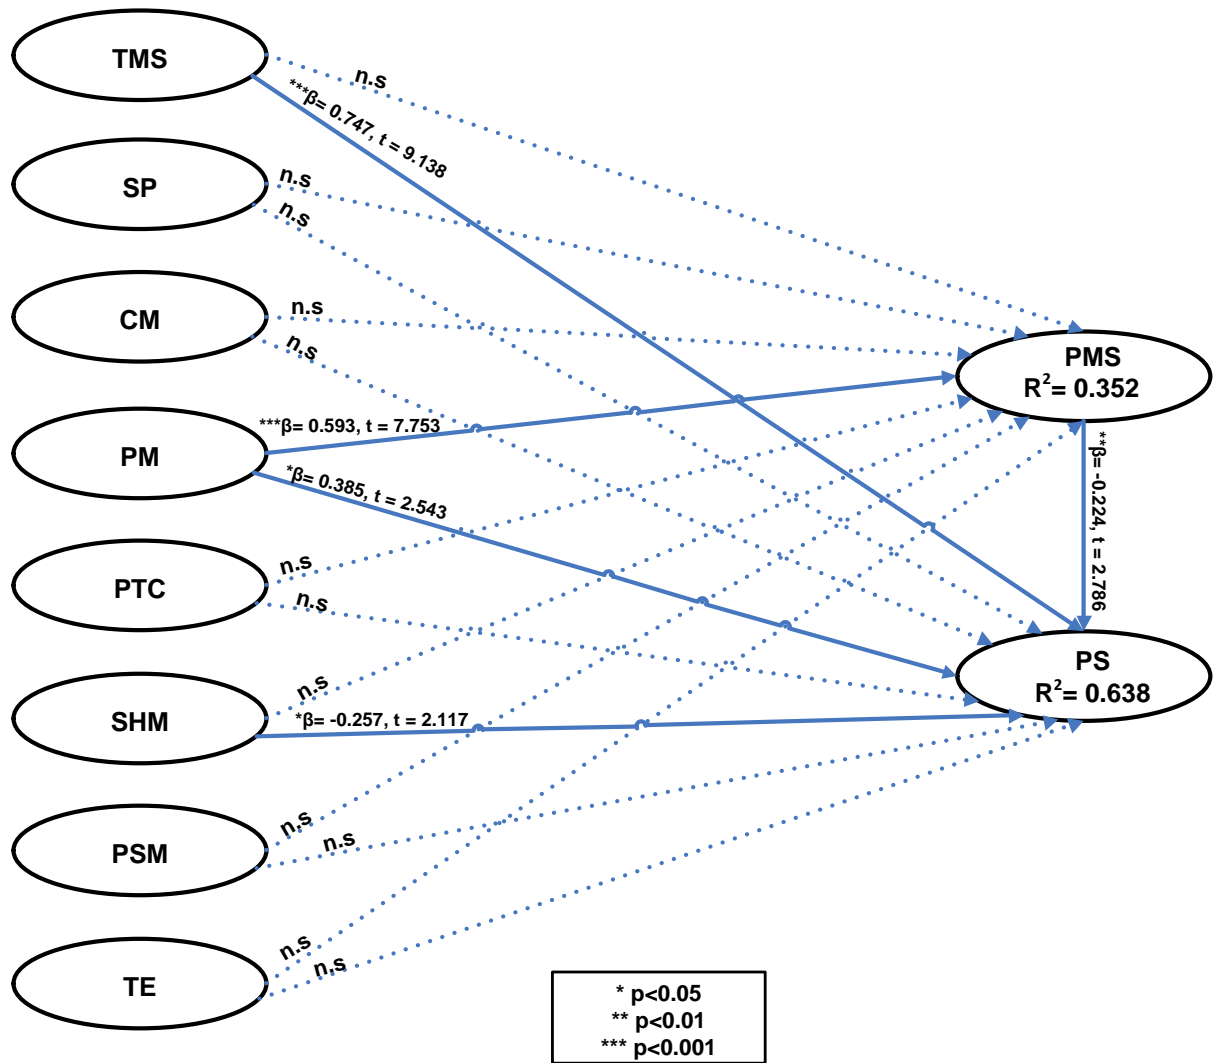 TMS
n.s
***β= 0.747, t = 9.138
SP
n.s
n.s
CM
n.s
n.s
PMS
R²= 0.352
PM
***β= 0.593, t = 7.753
*β= 0.385, t = 2.543
**β= -0.224, t = 2.786
PTC
n.s
n.s
PS
R²= 0.638
SHM
n.s
*β= -0.257, t = 2.117
PSM
n.s
n.s
TE
n.s
n.s
* p<0.05
** p<0.01
*** p<0.001